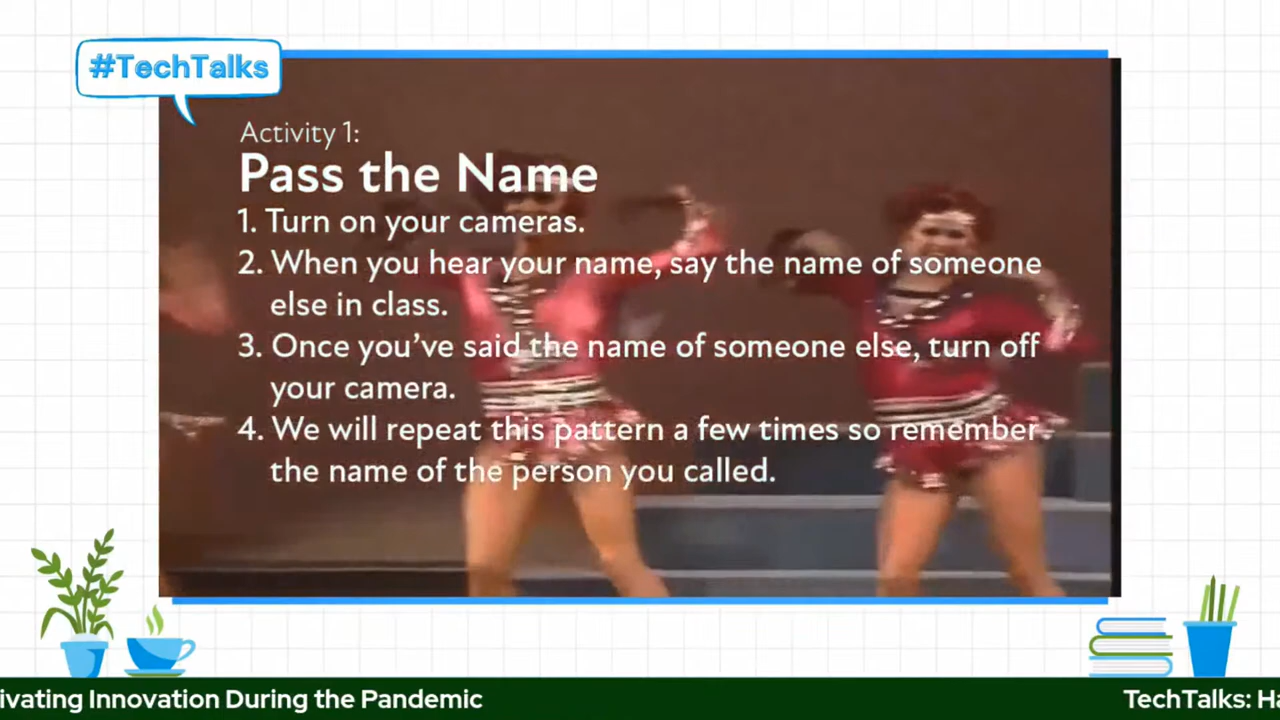 #TechTalks
Activity 1:
Pass the Name
1. Turn on your cameras.
2. When you hear your name, say the name of someone
else in class.
3. Once you've said the name of someone else, turn off
your camera.
4. We will repeat this pattern a few times so remember
the name of the person you called.
Innovation During the Pandemic
TechTalks: